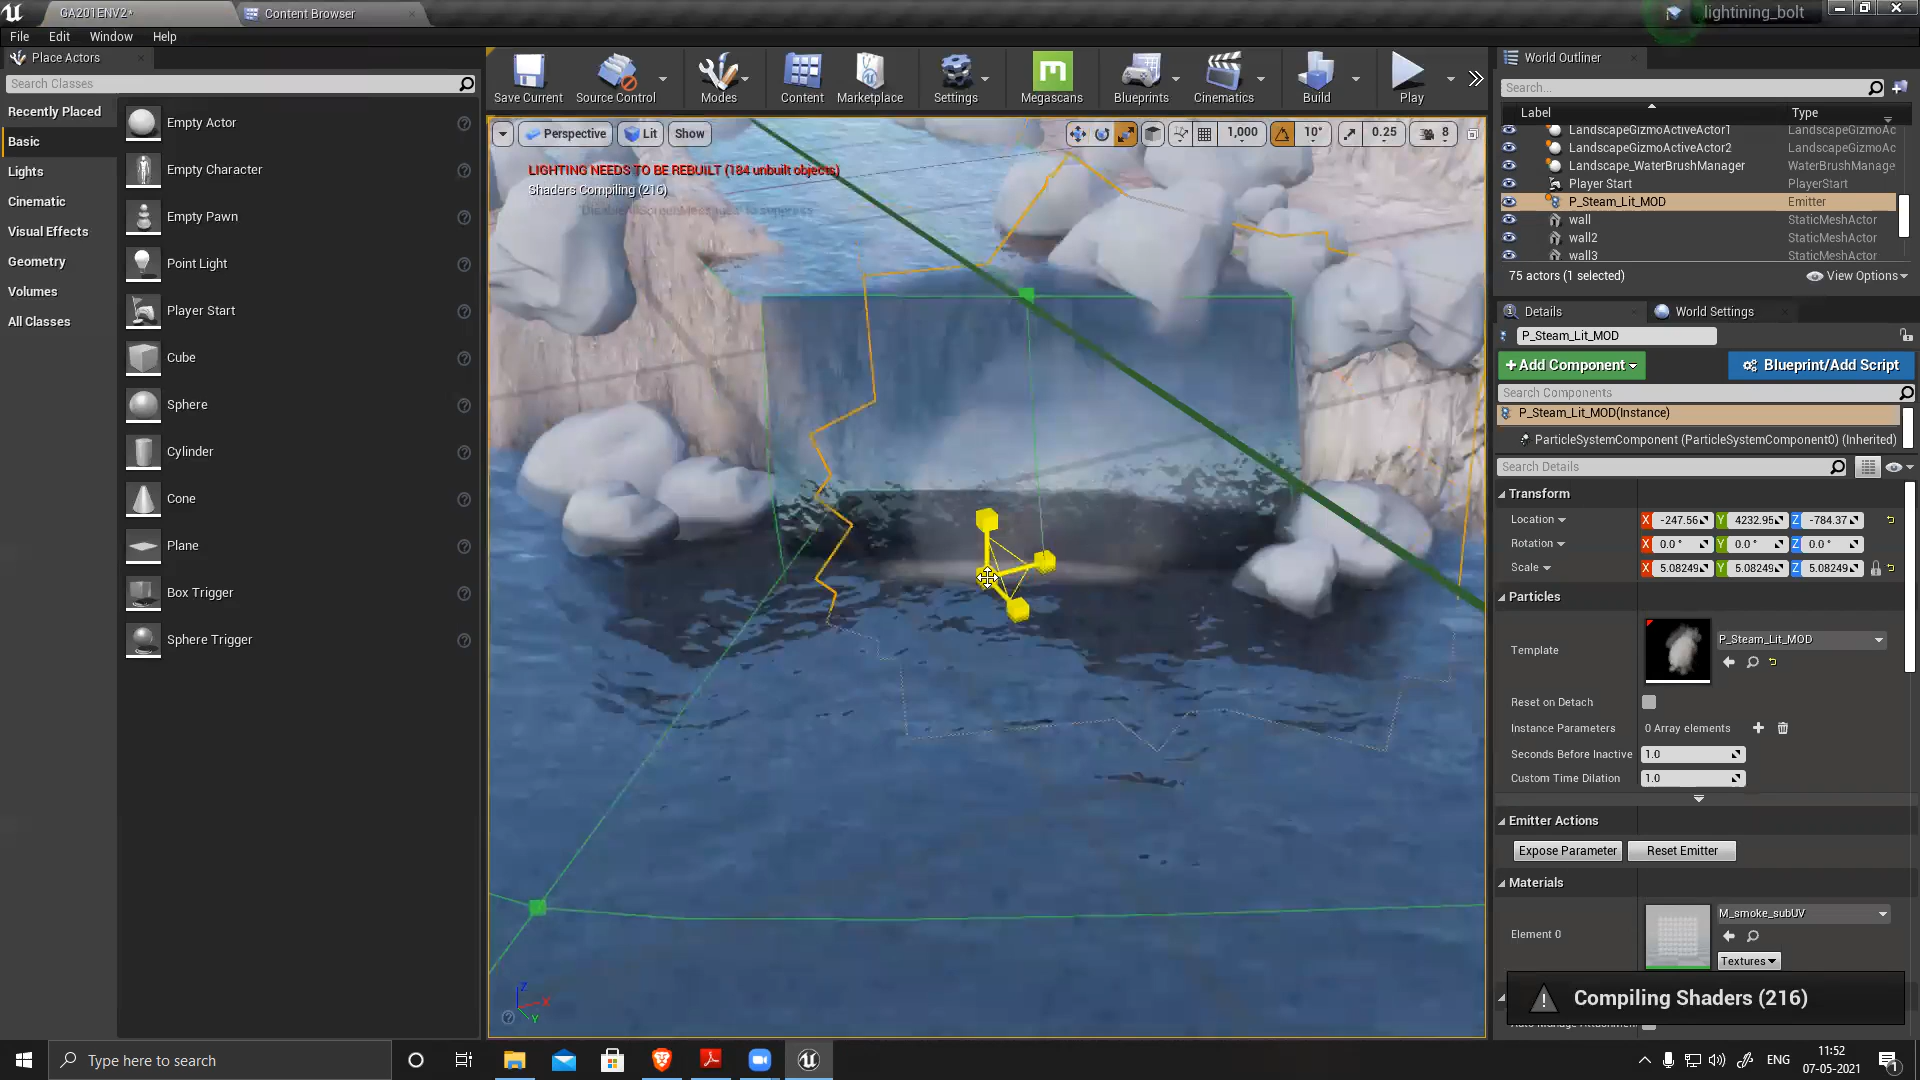 GA201ENV2*
Content Browser
lightining_bolt
File Edit Window Help
Place Actors
Search Classes
Recently Placed
Basic
Lights
Cinematic
Visual Effects
Geometry
Volumes
All Classes
Empty Actor
Empty Character
Empty Pawn
Point Light
Player Start
Cube
Sphere
Cylinder
Cone
Plane
Box Trigger
Sphere Trigger
Save Current
Source Control
Modes
Content
Marketplace
Settings
Megascans
Blueprints
Cinematics
Build
Play
Perspective
Lit
Show
1,000
10°
0.25
8
LIGHTING NEEDS TO BE REBUILT (184 unbuilt objects)
Shaders Compiling (216)
'DisableAllScreenMessages' to suppress
World Outliner
Search...
Label Type
LandscapeGizmoActiveActor1 LandscapeGizmoAc
LandscapeGizmoActiveActor2 LandscapeGizmoAc
Landscape_WaterBrushManager WaterBrushManage
Player Start PlayerStart
P_Steam_Lit_MOD Emitter
wall StaticMeshActor
wall2 StaticMeshActor
wall3 StaticMeshActor
75 actors (1 selected)
View Options
Details
World Settings
P_Steam_Lit_MOD
+Add Component
Blueprint/Add Script
Search Components
P_Steam_Lit_MOD(Instance)
ParticleSystemComponent (ParticleSystemComponent0) (Inherited)
Search Details
Transform
Location X -247.56 Y 4232.95 Z -784.37
Rotation X 0.0 ° Y 0.0 ° Z 0.0 °
Scale X 5.08249 Y 5.08249 Z 5.08249
Particles
Template P_Steam_Lit_MOD
Reset on Detach
Instance Parameters 0 Array elements
Seconds Before Inactive 1.0
Custom Time Dilation 1.0
Emitter Actions
Expose Parameter
Reset Emitter
Materials
Element 0
M_smoke_subUV
Textures
Compiling Shaders (216)
Z X Y
Type here to search
ENG
11:52
07-05-2021
1